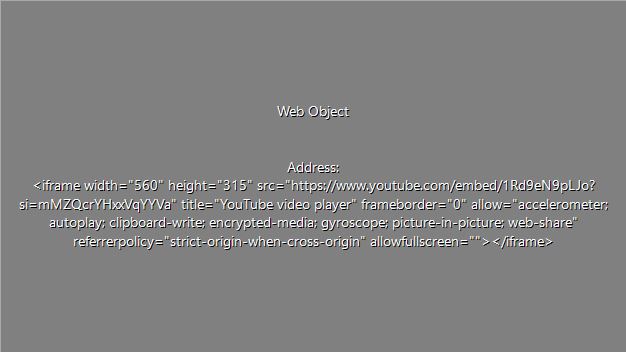 Web Object
Address:
<iframe width="560" height="315" src="https://www.youtube.com/embed/1Rd9eN9pLJo?
si=mMZQcrYHxxVqYYVa" title="YouTube video player" frameborder="0" allow="accelerometer;
autoplay; clipboard-write; encrypted-media; gyroscope; picture-in-picture; web-share"
referrerpolicy="strict-origin-when-cross-origin" allowfullscreen=""></iframe>